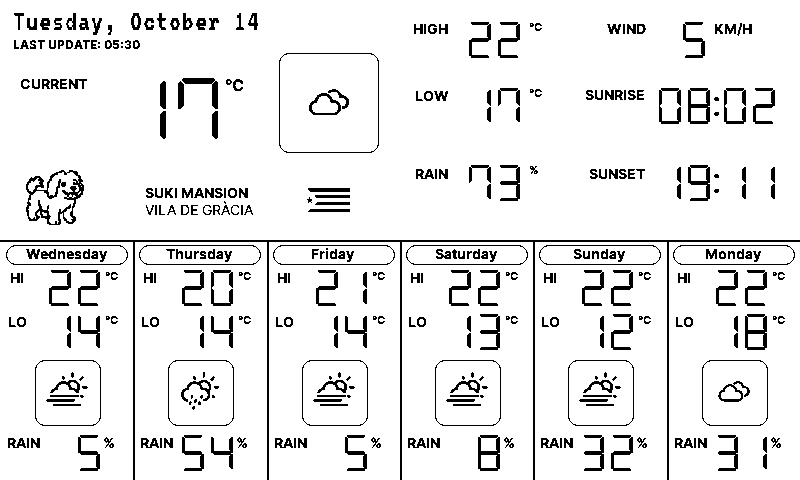 Tuesday, October 14
LAST UPDATE: 05:30
CURRENT 17 °C
HIGH 22 °C
WIND 5 KM/H
LOW 17 °C
SUNRISE 08:02
RAIN 73 %
SUNSET 19:11
SUKI MANSION
VILA DE GRÀCIA
Wednesday
HI 22 °C
LO 14 °C
RAIN 5 %
Thursday
HI 20 °C
LO 14 °C
RAIN 54 %
Friday
HI 21 °C
LO 14 °C
RAIN 5 %
Saturday
HI 22 °C
LO 13 °C
RAIN 8 %
Sunday
HI 22 °C
LO 12 °C
RAIN 32 %
Monday
HI 22 °C
LO 18 °C
RAIN 31 %